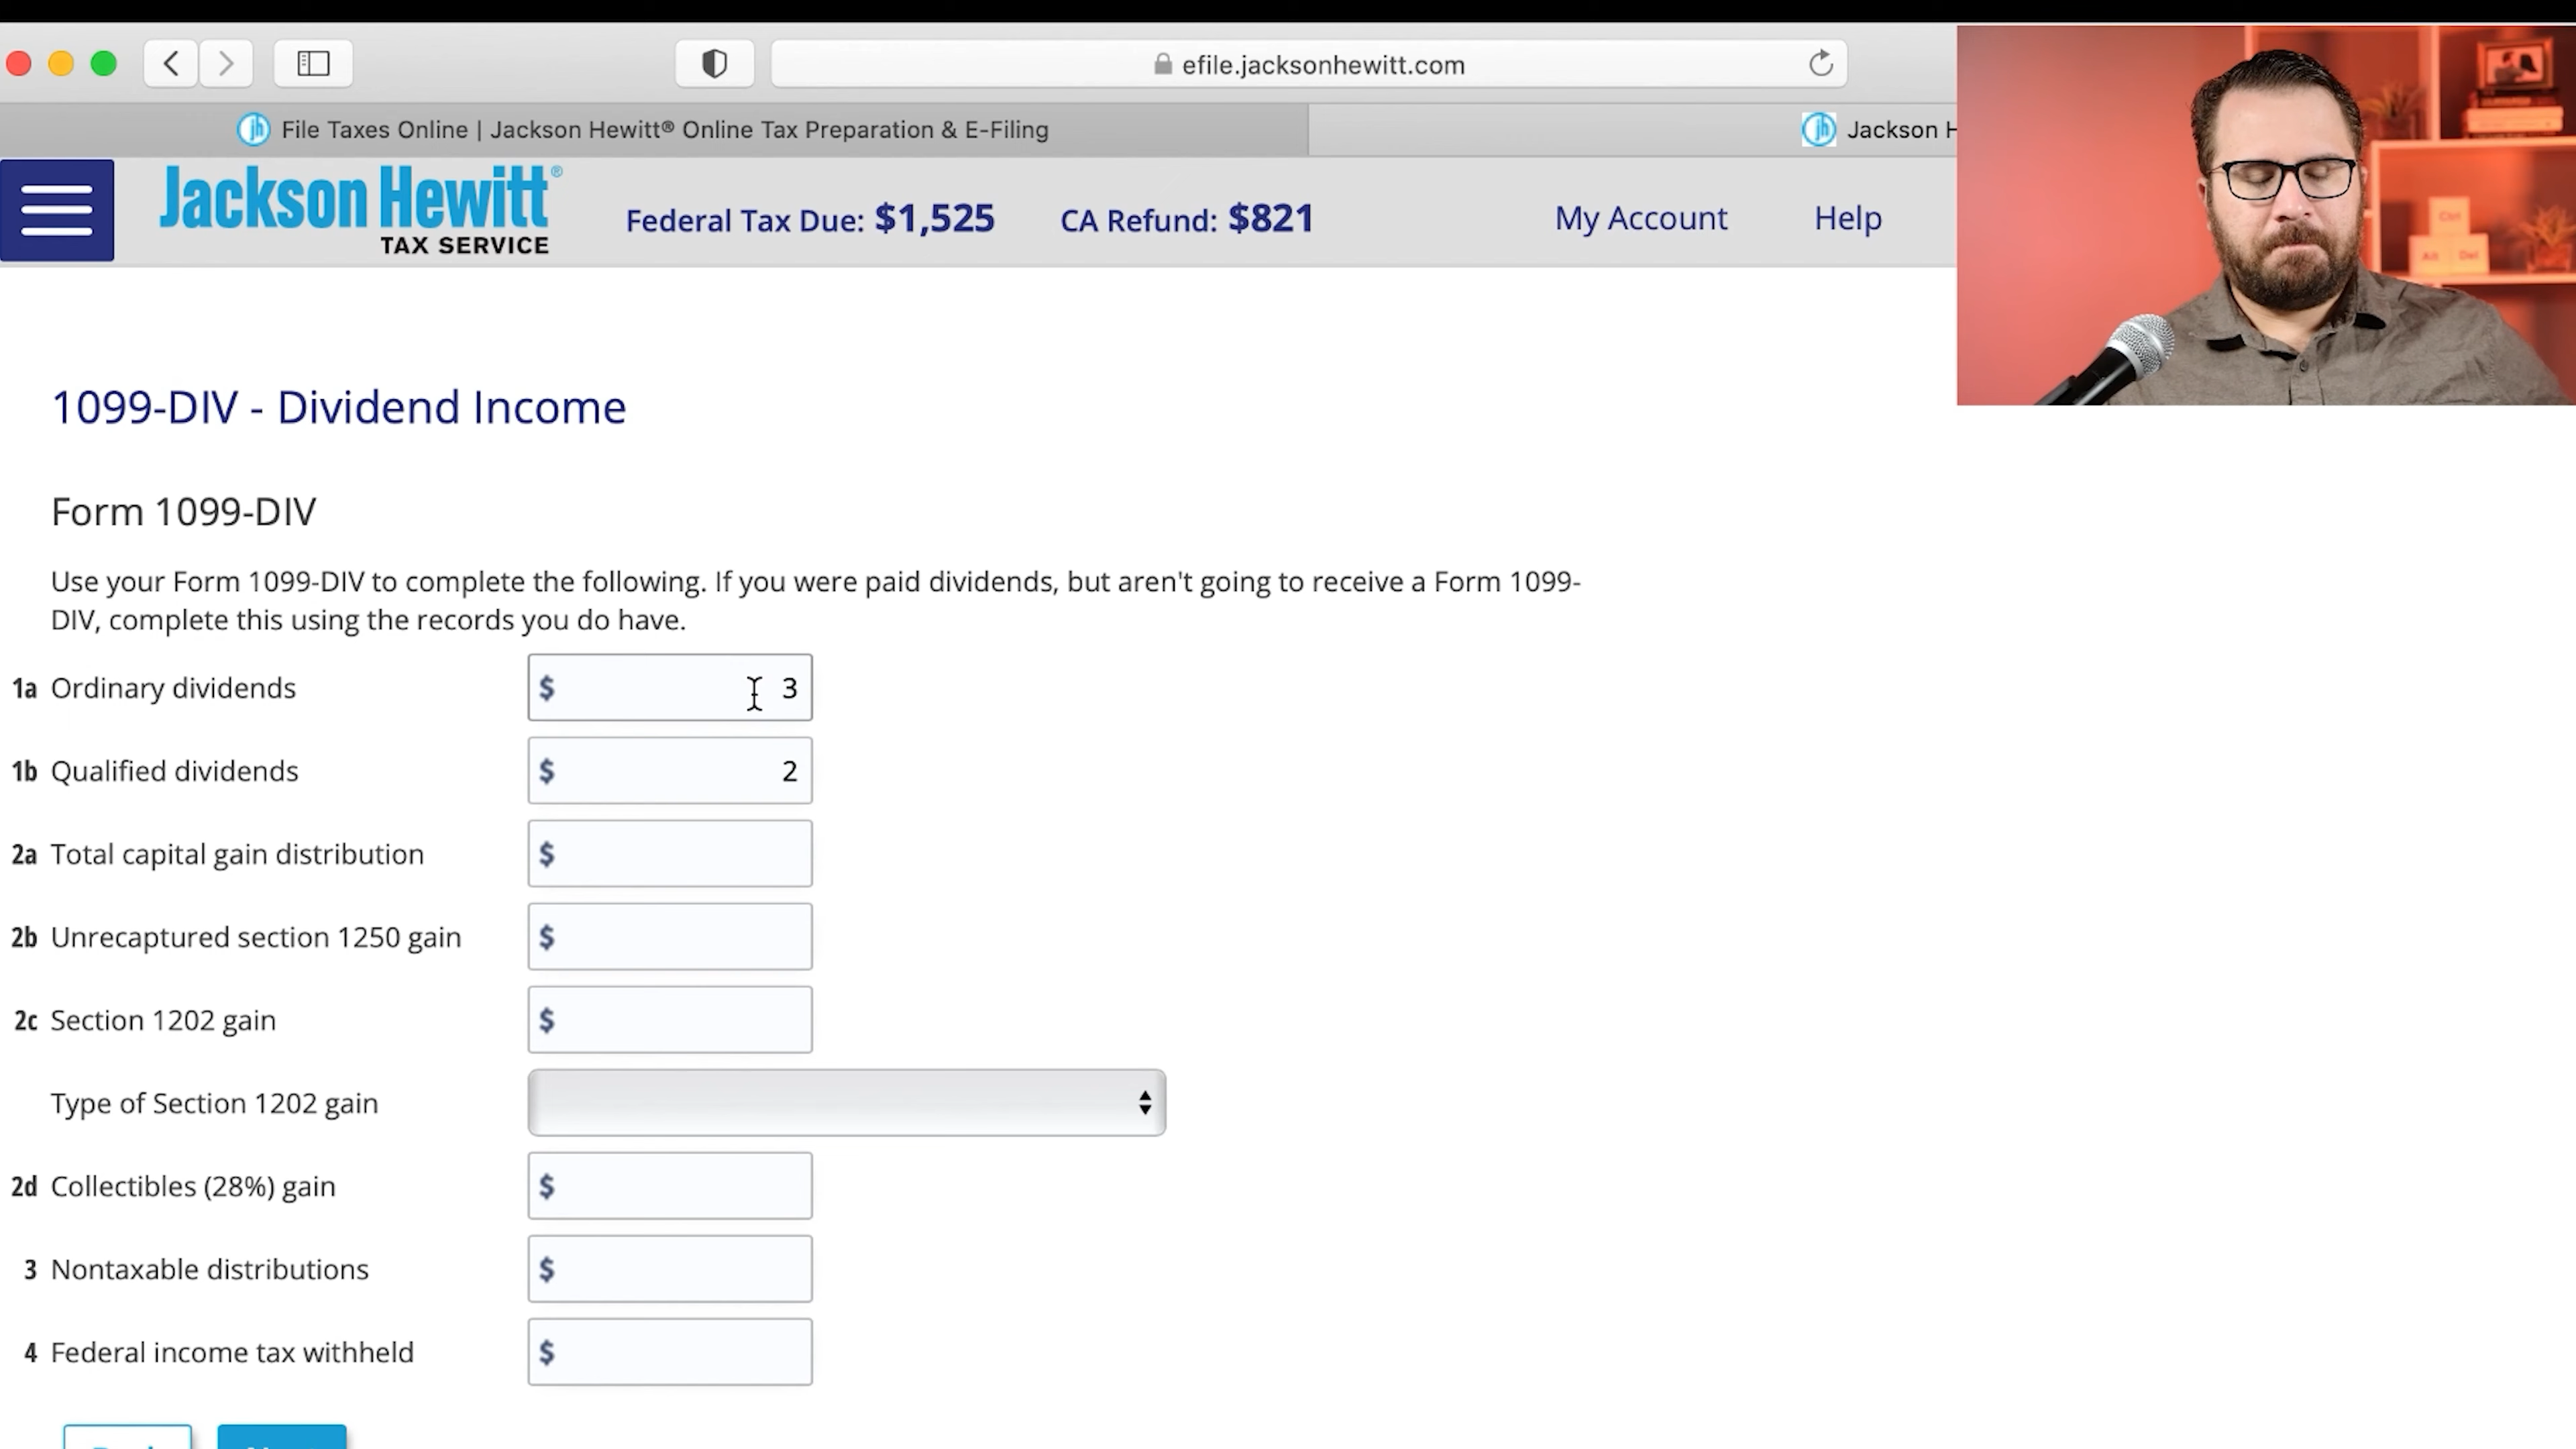 efile.jacksonhewitt.com
File Taxes Online | Jackson Hewitt® Online Tax Preparation & E-Filing
jh Jackson H
Jackson Hewitt®
TAX SERVICE
Federal Tax Due: $1,525 CA Refund: $821 My Account Help
Ctrl
Alt Del
1099-DIV - Dividend Income
Form 1099-DIV
Use your Form 1099-DIV to complete the following. If you were paid dividends, but aren't going to receive a Form 1099-
DIV, complete this using the records you do have.
1a Ordinary dividends $ 3
1b Qualified dividends $ 2
2a Total capital gain distribution $
2b Unrecaptured section 1250 gain $
2c Section 1202 gain $
Type of Section 1202 gain
2d Collectibles (28%) gain $
3 Nontaxable distributions $
4 Federal income tax withheld $